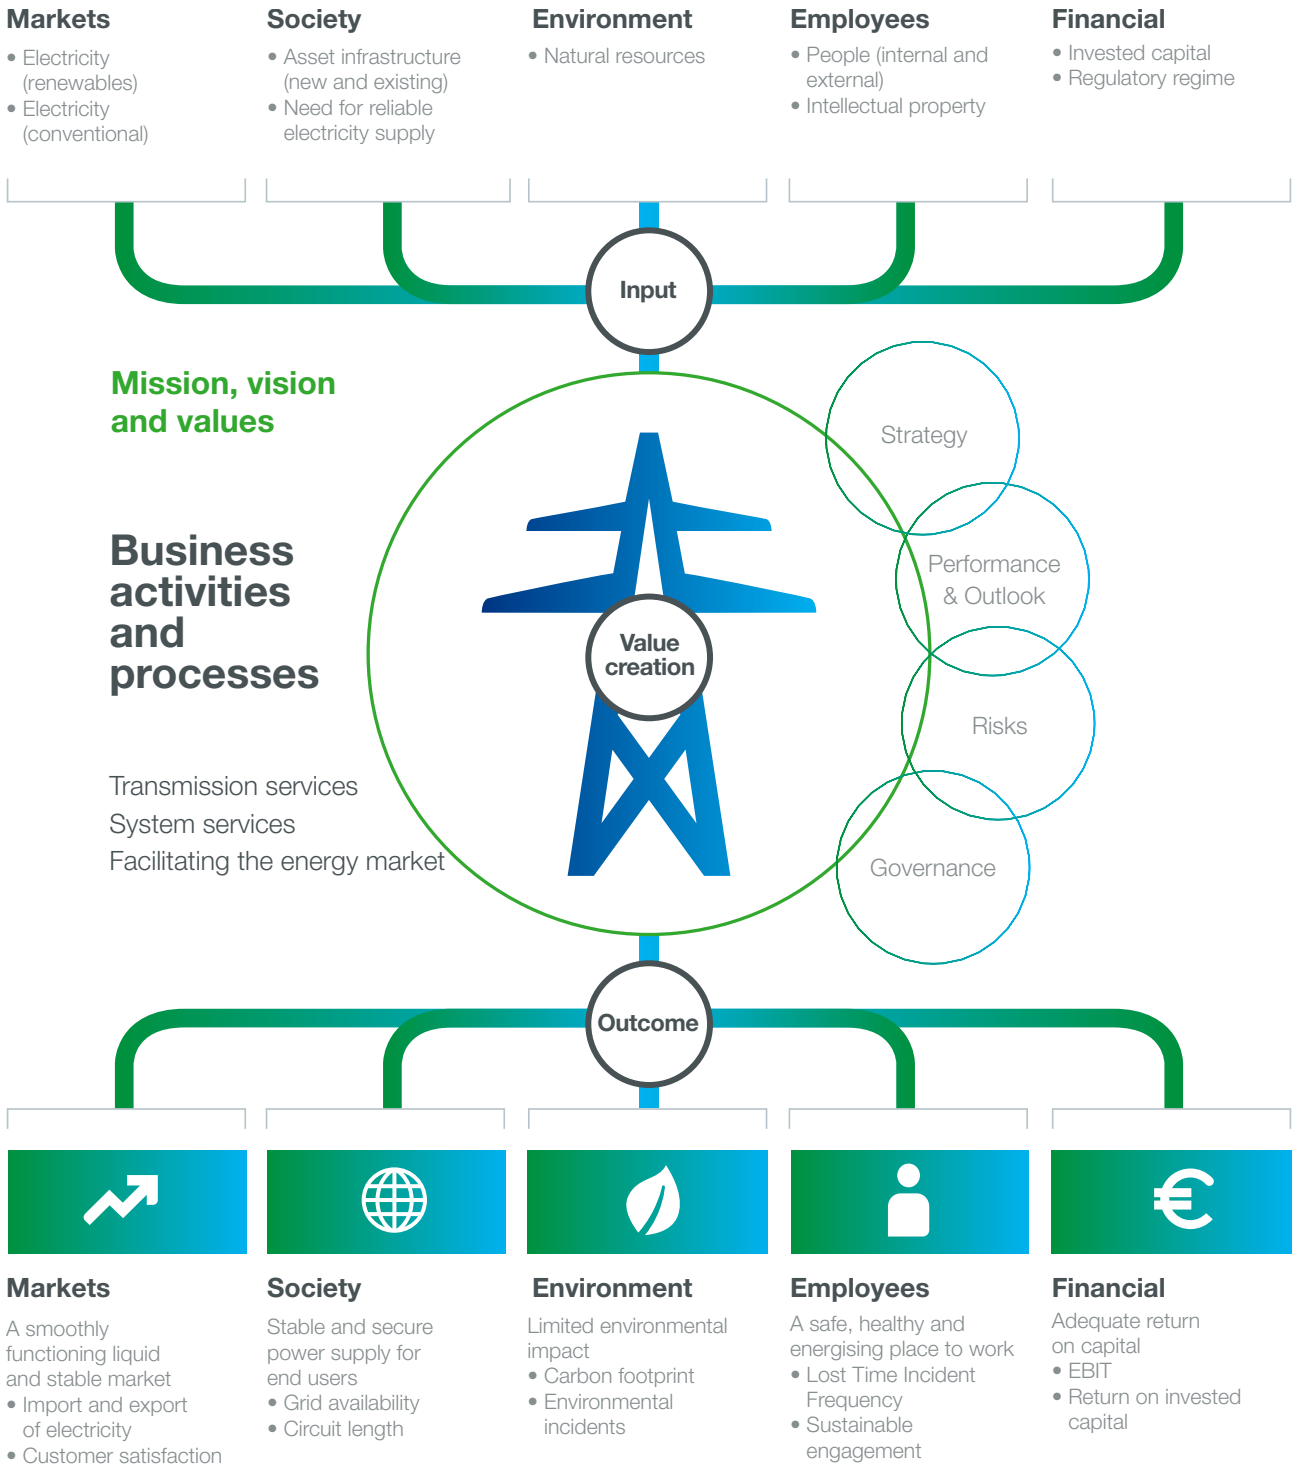 Markets
• Electricity
(renewables)
• Electricity
(conventional)
Society
• Asset infrastructure
(new and existing)
• Need for reliable
electricity supply
Environment
• Natural resources
Employees
• People (internal and
external)
• Intellectual property
Financial
• Invested capital
• Regulatory regime
Input
Mission, vision
and values
Business
activities
and
processes
Transmission services
System services
Facilitating the energy market
Value
creation
Strategy
Performance
& Outlook
Risks
Governance
Outcome
€
Markets
A smoothly
functioning liquid
and stable market
• Import and export
of electricity
• Customer satisfaction
Society
Stable and secure
power supply for
end users
• Grid availability
• Circuit length
Environment
Limited environmental
impact
• Carbon footprint
• Environmental
incidents
Employees
A safe, healthy and
energising place to work
• Lost Time Incident
Frequency
• Sustainable
engagement
Financial
Adequate return
on capital
• EBIT
• Return on invested
capital